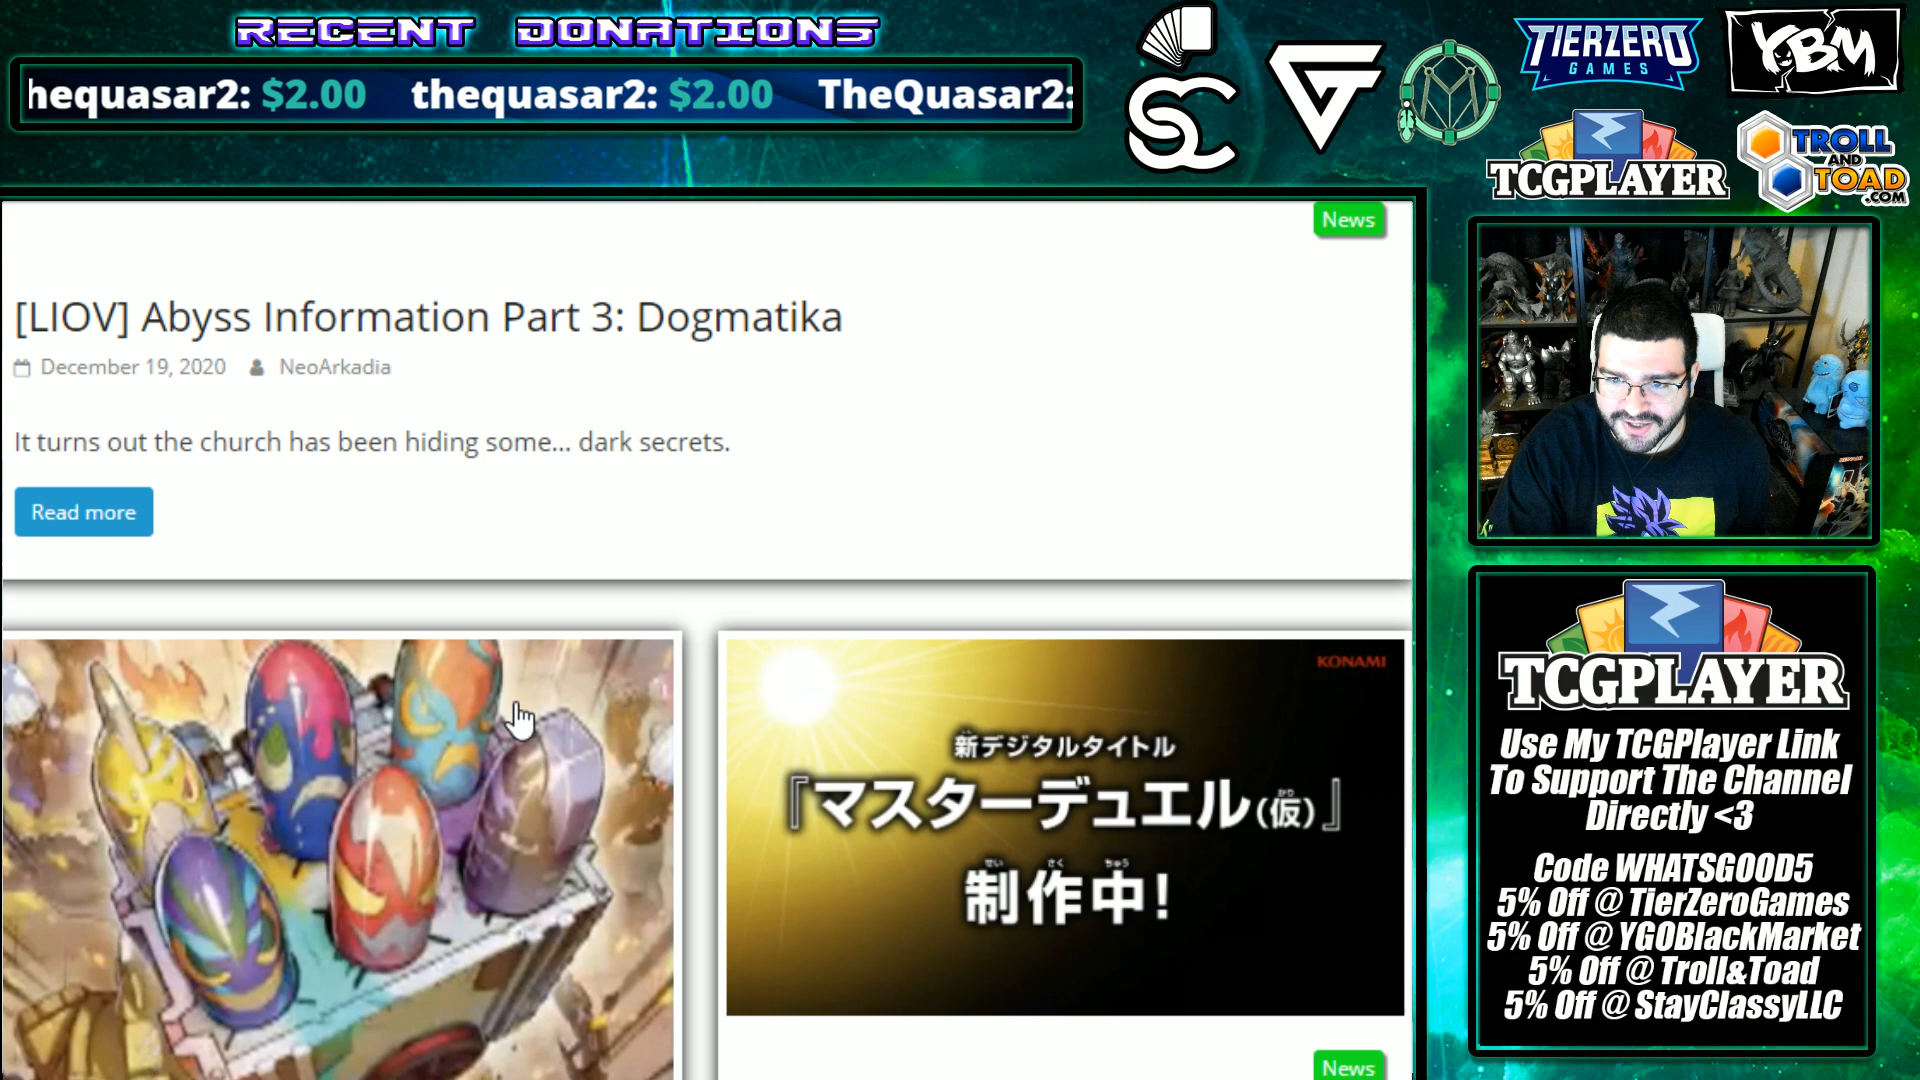 RECENT DONATIONS
hequasar2: $2.00 thequasar2: $2.00 TheQuasar2:
SC
TIERZERO
GAMES
YBM
TCGPLAYER
TROLL
AND
TOAD
.COM
News
[LIOV] Abyss Information Part 3: Dogmatika
December 19, 2020 NeoArkadia
It turns out the church has been hiding some... dark secrets.
Read more
KONAMI
新デジタルタイトル
『マスターデュエル(仮)』
制作中!
News
TCGPLAYER
Use My TCGPlayer Link
To Support The Channel
Directly <3
Code WHATSGOOD5
5% Off @ TierZeroGames
5% Off @ YGOBlackMarket
5% Off @ Troll&Toad
5% Off @ StayClassyLLC